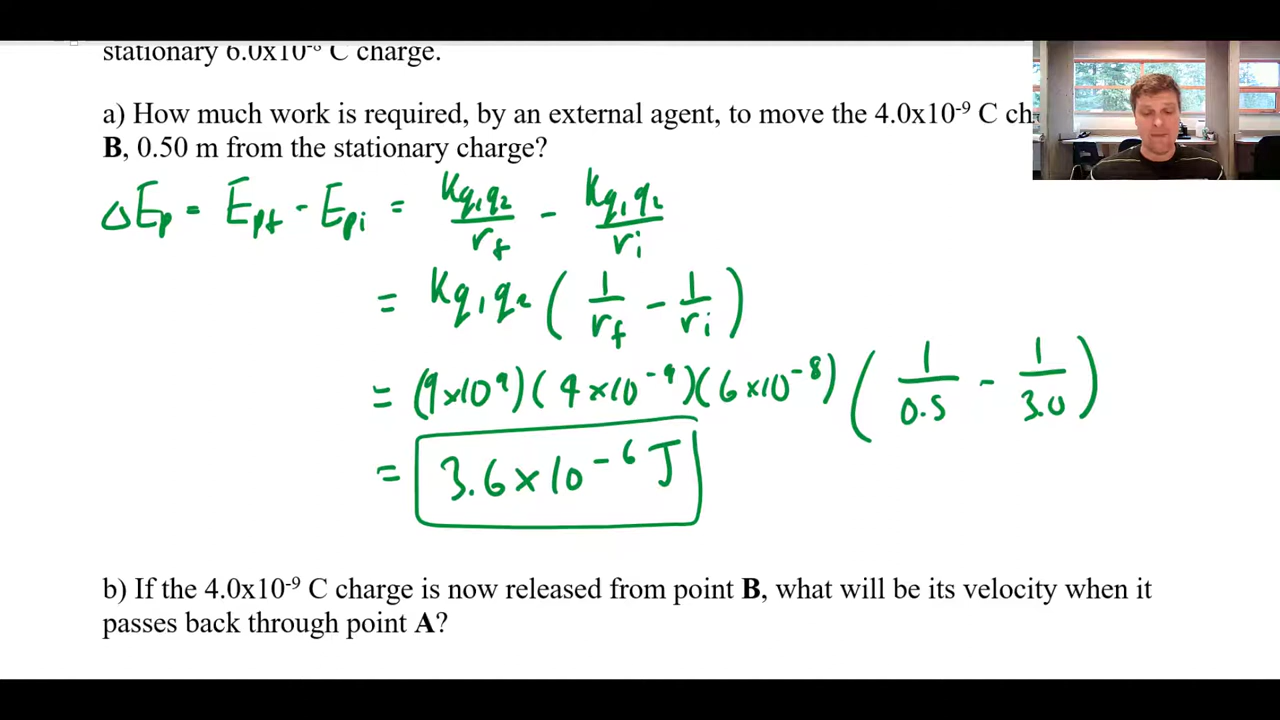 stationary 6.0x10⁻⁸ C charge.
a) How much work is required, by an external agent, to move the 4.0x10⁻⁹ C ch
B, 0.50 m from the stationary charge?
ΔEp = Epf - Epi = kq₁q₂/rf - kq₁q₂/ri
= kq₁q₂ (1/rf - 1/ri)
= (9x10⁹)(4x10⁻⁹)(6x10⁻⁸)(1/0.5 - 1/3.0)
= 3.6x10⁻⁶ J
b) If the 4.0x10⁻⁹ C charge is now released from point B, what will be its velocity when it
passes back through point A?